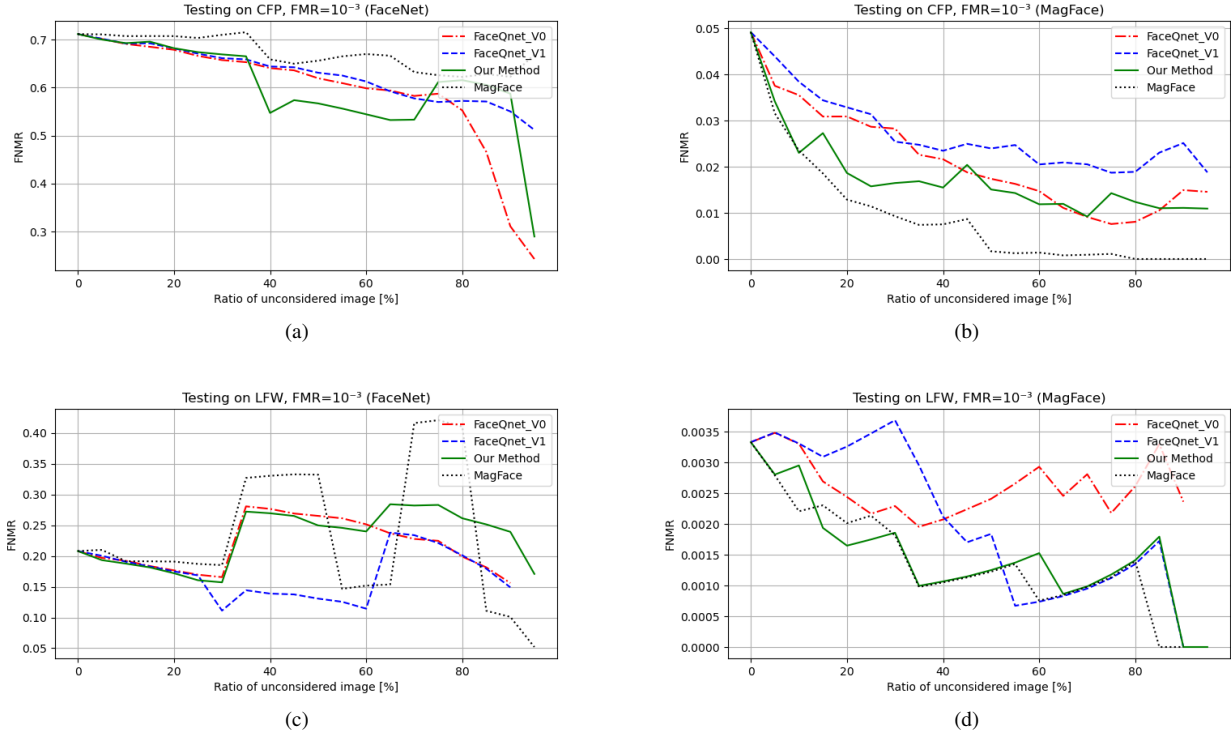 Testing on CFP, FMR=10⁻³ (FaceNet)
FNMR
0.7
0.6
0.5
0.4
0.3
0 20 40 60 80
Ratio of unconsidered image [%]
FaceQnet_V0
FaceQnet_V1
Our Method
MagFace
(a)
Testing on CFP, FMR=10⁻³ (MagFace)
FNMR
0.05
0.04
0.03
0.02
0.01
0.00
0 20 40 60 80
Ratio of unconsidered image [%]
FaceQnet_V0
FaceQnet_V1
Our Method
MagFace
(b)
Testing on LFW, FMR=10⁻³ (FaceNet)
FNMR
0.40
0.35
0.30
0.25
0.20
0.15
0.10
0.05
0 20 40 60 80
Ratio of unconsidered image [%]
FaceQnet_V0
FaceQnet_V1
Our Method
MagFace
(c)
Testing on LFW, FMR=10⁻³ (MagFace)
FNMR
0.0035
0.0030
0.0025
0.0020
0.0015
0.0010
0.0005
0.0000
0 20 40 60 80
Ratio of unconsidered image [%]
FaceQnet_V0
FaceQnet_V1
Our Method
MagFace
(d)